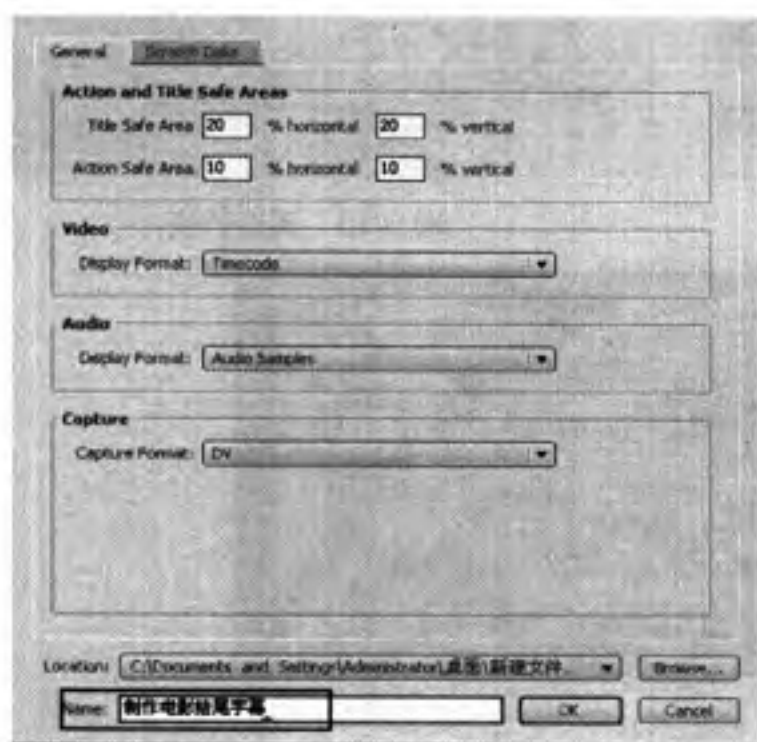 General Scratch Disks
Action and Title Safe Areas
Title Safe Area 20 % horizontal 20 % vertical
Action Safe Area 10 % horizontal 10 % vertical
Video
Display Format: Timecode
Audio
Display Format: Audio Samples
Capture
Capture Format: DV
Location: C:\Documents and Settings\Administrator\桌面\新建文件... Browse...
Name: 制作电影结尾字幕 OK Cancel